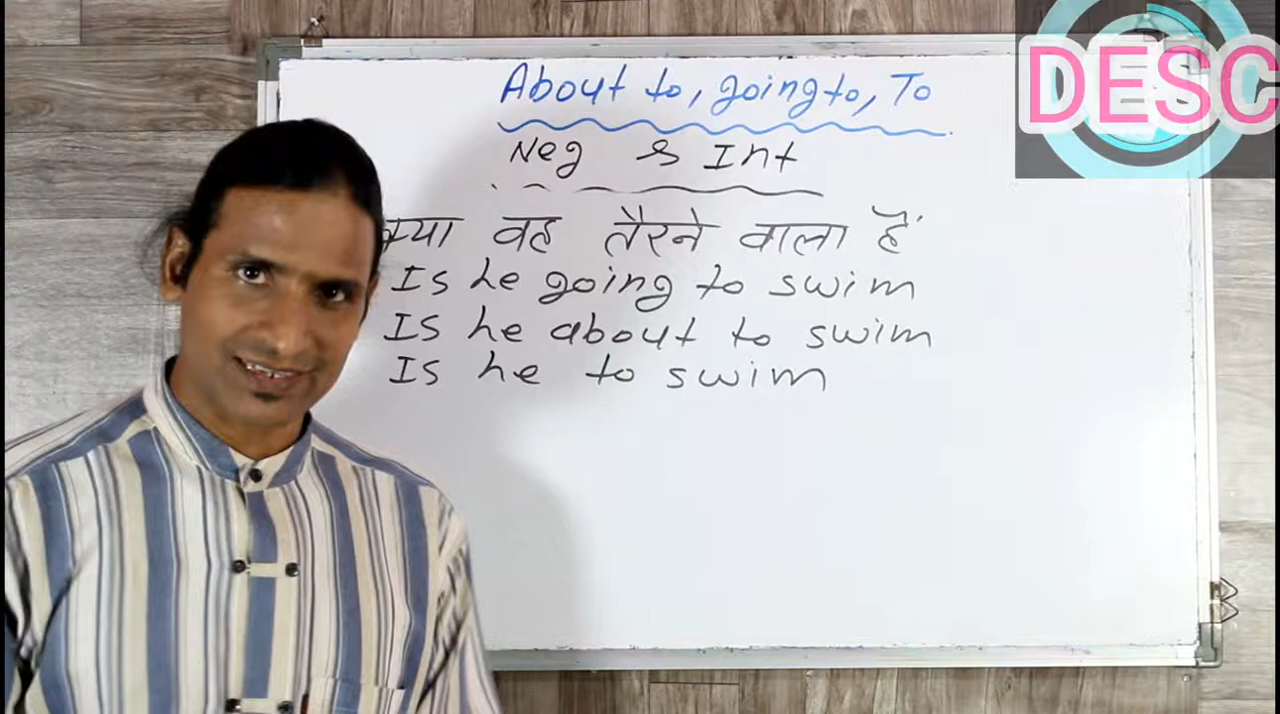 DESC
About to, going to, To
Neg & Int
क्या वह तैरने वाला हैं
Is he going to swim
Is he about to swim
Is he to swim